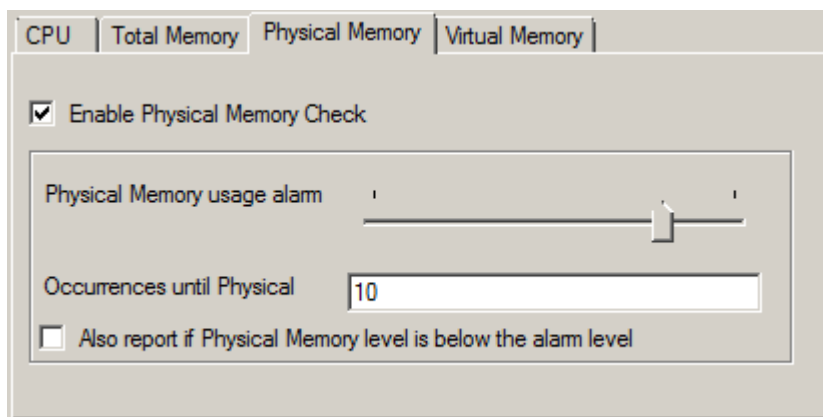 CPU Total Memory Physical Memory Virtual Memory
Enable Physical Memory Check
Physical Memory usage alarm
Occurrences until Physical 10
Also report if Physical Memory level is below the alarm level